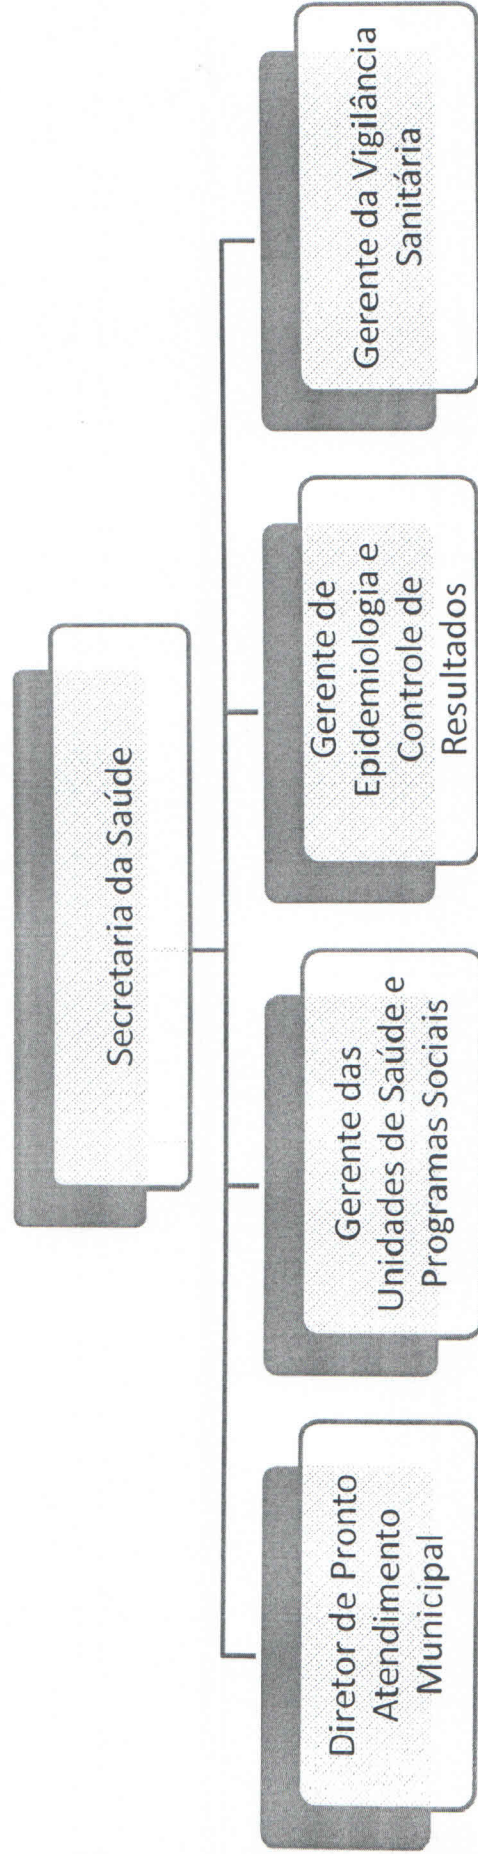 Secretaria da Saúde
Diretor de Pronto
Atendimento
Municipal
Gerente das
Unidades de Saúde e
Programas Sociais
Gerente de
Epidemiologia e
Controle de
Resultados
Gerente da Vigilância
Sanitária